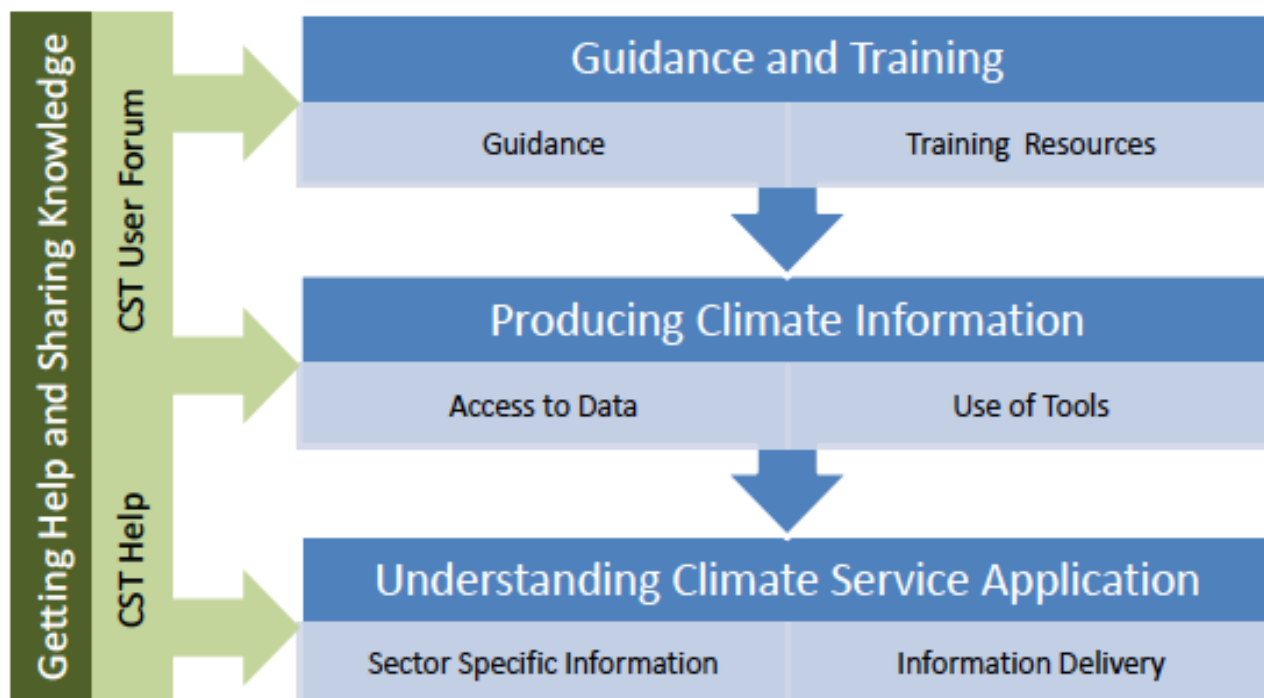 Getting Help and Sharing Knowledge
CST User Forum
CST Help
Guidance and Training
Guidance
Training Resources
Producing Climate Information
Access to Data
Use of Tools
Understanding Climate Service Application
Sector Specific Information
Information Delivery